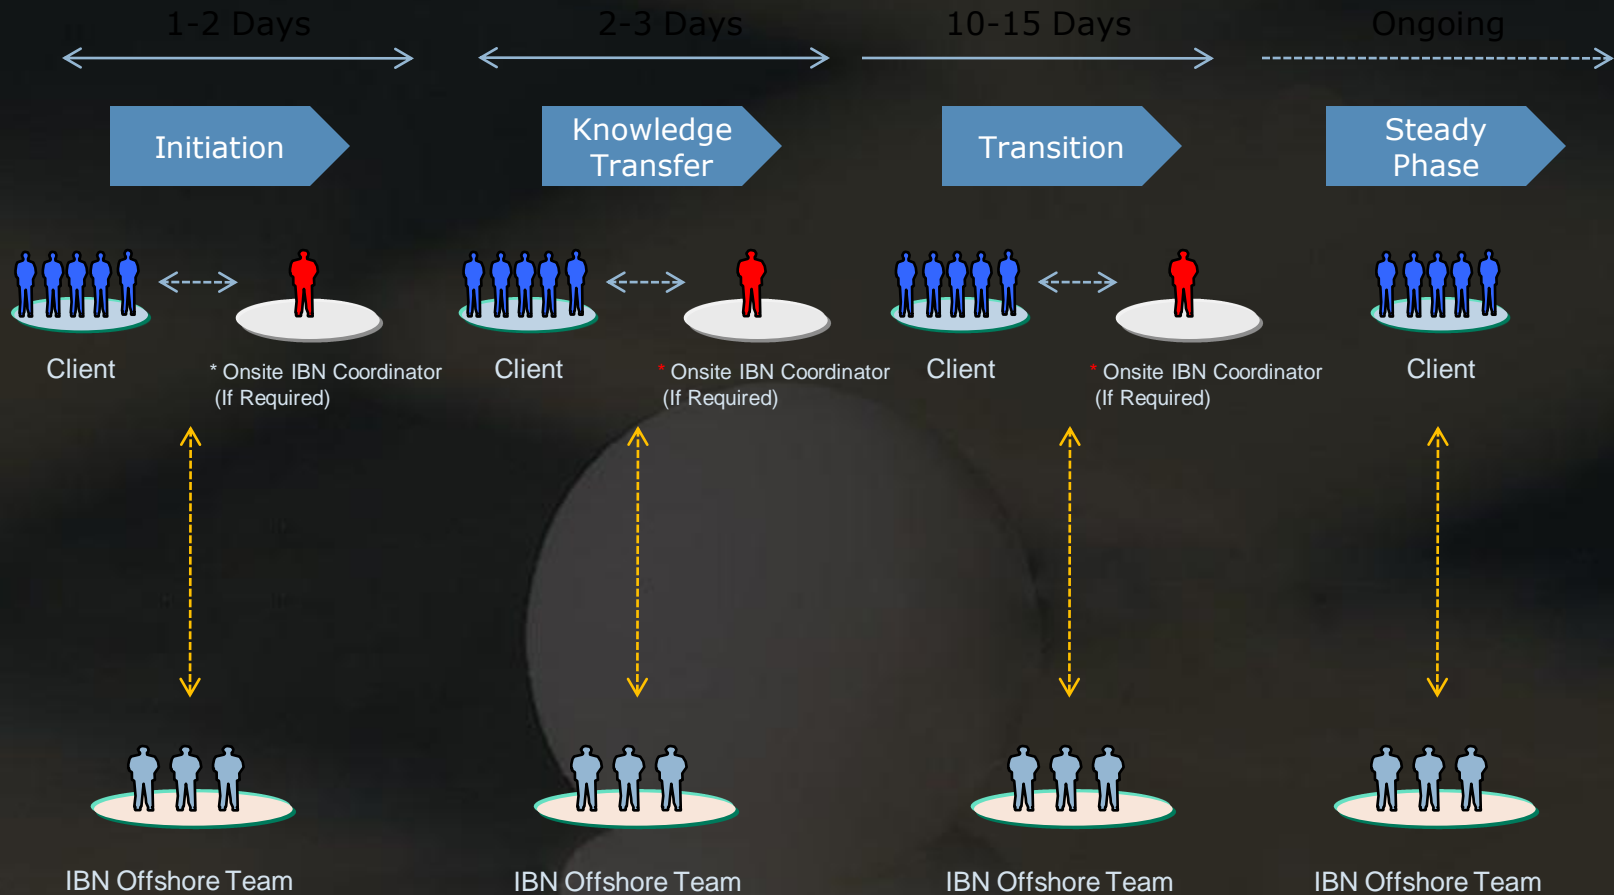 1-2 Days
2-3 Days
10-15 Days
Ongoing
Initiation
Knowledge
Transfer
Transition
Steady
Phase
Client
* Onsite IBN Coordinator
(If Required)
Client
* Onsite IBN Coordinator
(If Required)
Client
* Onsite IBN Coordinator
(If Required)
Client
IBN Offshore Team
IBN Offshore Team
IBN Offshore Team
IBN Offshore Team